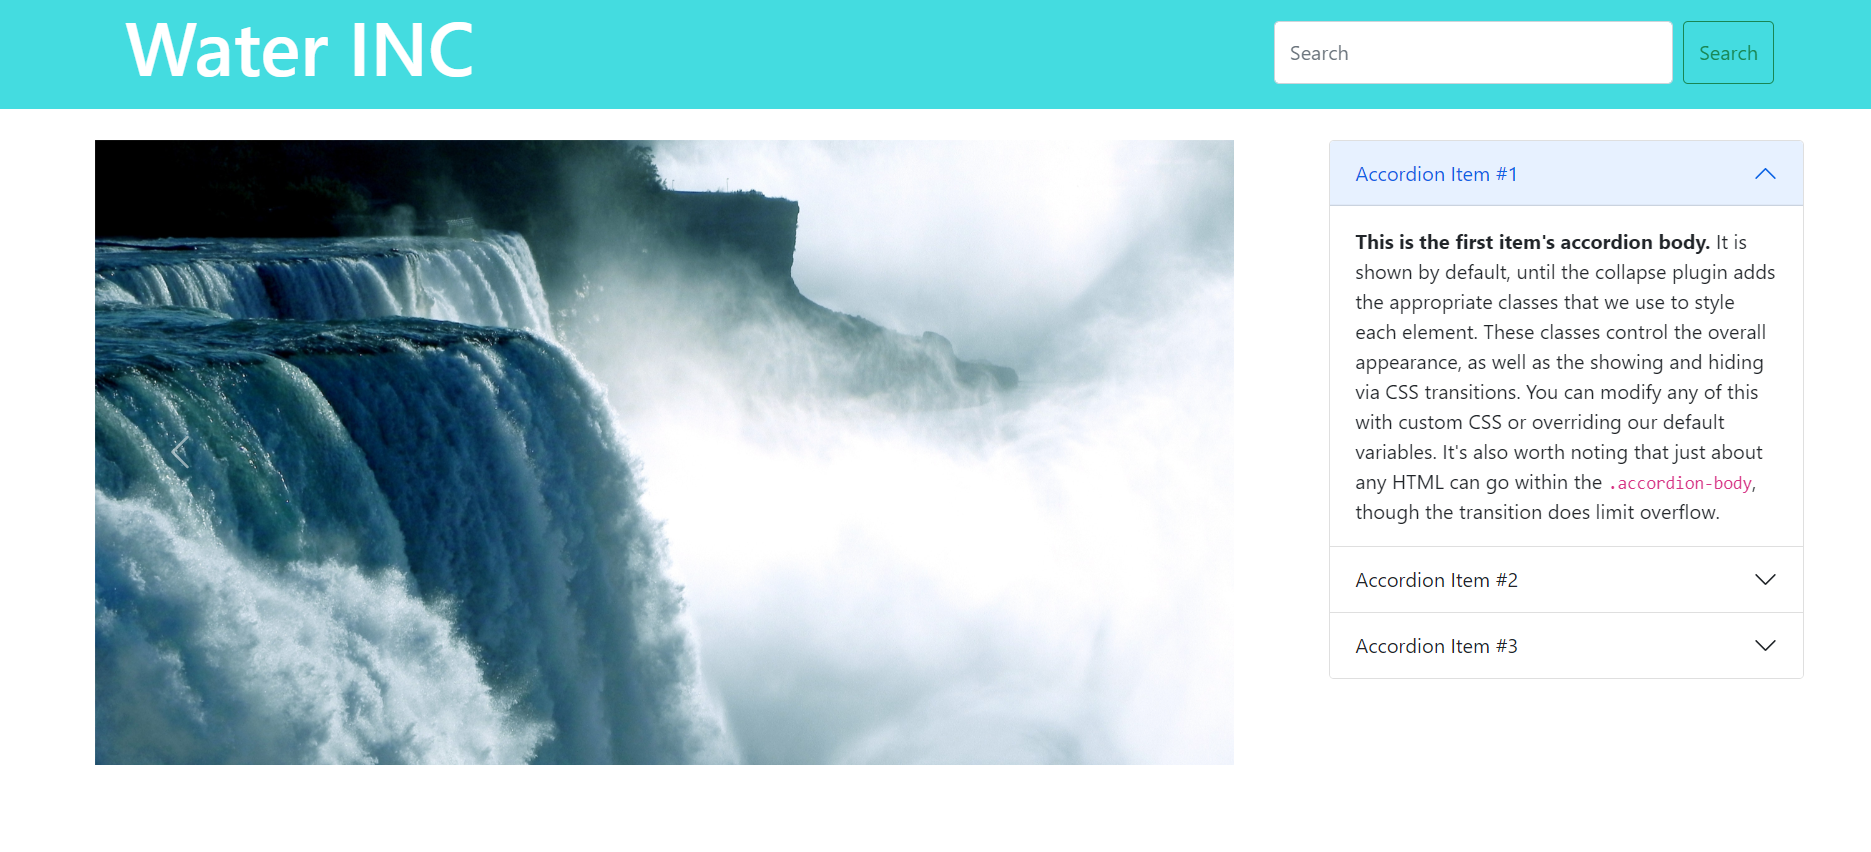 Water INC
Search
Search
Accordion Item #1
This is the first item's accordion body. It is
shown by default, until the collapse plugin adds
the appropriate classes that we use to style
each element. These classes control the overall
appearance, as well as the showing and hiding
via CSS transitions. You can modify any of this
with custom CSS or overriding our default
variables. It's also worth noting that just about
any HTML can go within the .accordion-body,
though the transition does limit overflow.
Accordion Item #2
Accordion Item #3